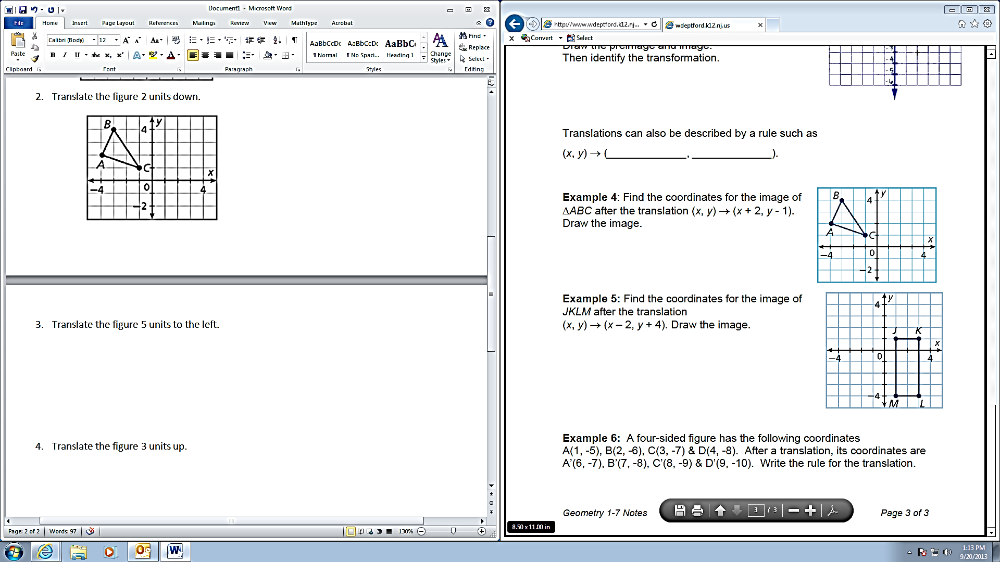 Document1 - Microsoft Word
File Home Insert Page Layout References Mailings Review View MathType Acrobat
Paste
Calibri (Body) 12
AaBbCcDc AaBbCcDc AaBbC
¶ Normal ¶ No Spaci... Heading 1
Change Styles
Find
Replace
Select
Clipboard Font Paragraph Styles Editing
2. Translate the figure 2 units down.
B 4 y
A C x
−4 0 4
−2
3. Translate the figure 5 units to the left.
4. Translate the figure 3 units up.
Page: 2 of 2 Words: 97 130%
http://www.wdeptford.k12.nj... wdeptford.k12.nj.us
x Convert Select
Draw the preimage and image.
Then identify the transformation.
-3
-4
-5
-6
Translations can also be described by a rule such as
(x, y) → (______________, ______________).
Example 4: Find the coordinates for the image of
∆ABC after the translation (x, y) → (x + 2, y - 1).
Draw the image.
B 4 y
A C x
−4 0 4
−2
Example 5: Find the coordinates for the image of
JKLM after the translation
(x, y) → (x – 2, y + 4). Draw the image.
4 y
J K
x
−4 0 4
−4
M L
Example 6: A four-sided figure has the following coordinates
A(1, -5), B(2, -6), C(3, -7) & D(4, -8). After a translation, its coordinates are
A’(6, -7), B’(7, -8), C’(8, -9) & D’(9, -10). Write the rule for the translation.
Geometry 1-7 Notes 3 / 3 Page 3 of 3
8.50 x 11.00 in
1:13 PM
9/20/2013